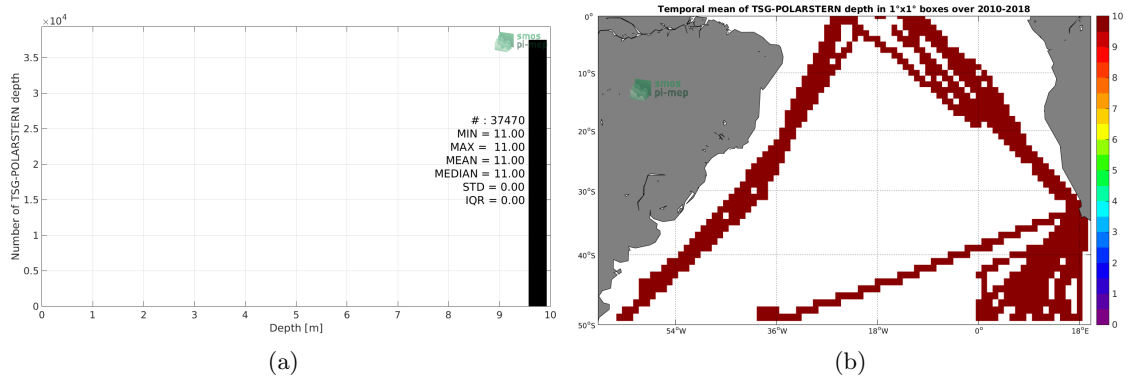 ×10⁴
Number of TSG-POLARSTERN depth
3.5
3
2.5
2
1.5
1
0.5
0
smos
pi-mep
# : 37470
MIN = 11.00
MAX = 11.00
MEAN = 11.00
MEDIAN = 11.00
STD = 0.00
IQR = 0.00
0 1 2 3 4 5 6 7 8 9 10
Depth [m]
(a)
Temporal mean of TSG-POLARSTERN depth in 1°x1° boxes over 2010-2018
0°
10°S
20°S
30°S
40°S
50°S
smos
pi-mep
54°W 36°W 18°W 0° 18°E
10
9
8
7
6
5
4
3
2
1
0
(b)